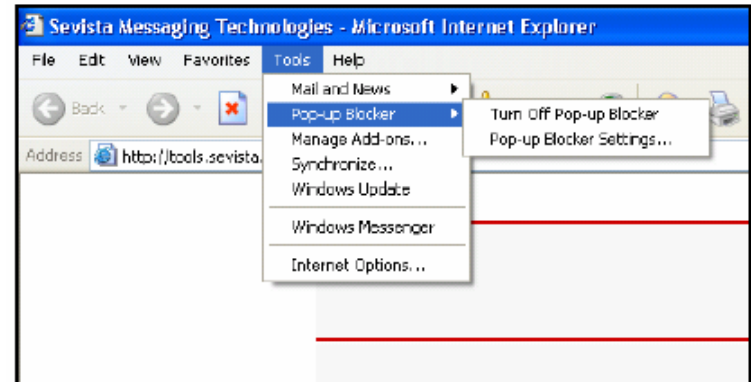 Sevista Messaging Technologies - Microsoft Internet Explorer
File Edit View Favorites Tools Help
Mail and News
Back
Pop-up Blocker
Turn Off Pop-up Blocker
Manage Add-ons...
Pop-up Blocker Settings...
Address http://tools.sevista.
Synchronize...
Windows Update
Windows Messenger
Internet Options...